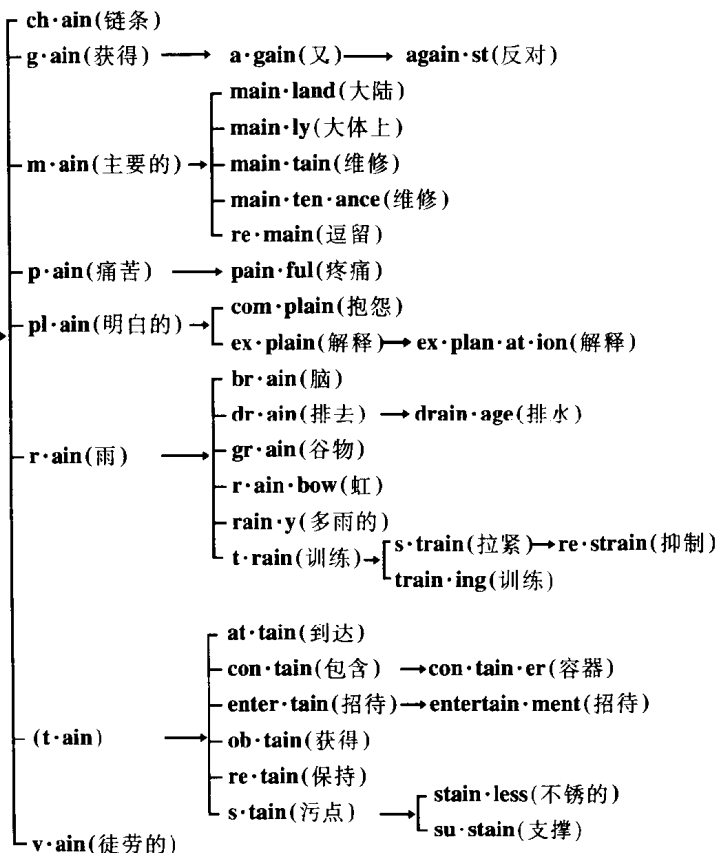 ch·ain(链条)
g·ain(获得) → a·gain(又) → again·st(反对)
main·land(大陆)
main·ly(大体上)
m·ain(主要的) → main·tain(维修)
main·ten·ance(维修)
re·main(逗留)
p·ain(痛苦) → pain·ful(疼痛)
com·plain(抱怨)
pl·ain(明白的) →
ex·plain(解释) → ex·plan·at·ion(解释)
br·ain(脑)
dr·ain(排去) → drain·age(排水)
gr·ain(谷物)
r·ain(雨) →
r·ain·bow(虹)
rain·y(多雨的)
t·rain(训练) → s·train(拉紧) → re·strain(抑制)
train·ing(训练)
at·tain(到达)
con·tain(包含) → con·tain·er(容器)
enter·tain(招待) → entertain·ment(招待)
(t·ain) → ob·tain(获得)
re·tain(保持)
s·tain(污点) → stain·less(不锈的)
su·stain(支撑)
v·ain(徒劳的)